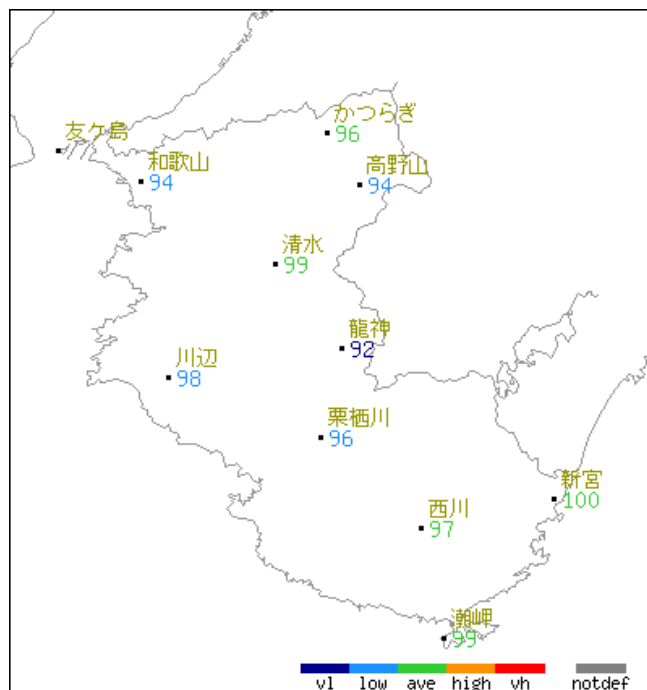 かつらぎ
96
友ケ島
和歌山
94
高野山
94
清水
99
龍神
92
川辺
98
栗栖川
96
新宮
100
西川
97
潮岬
99
vl low ave high vh notdef